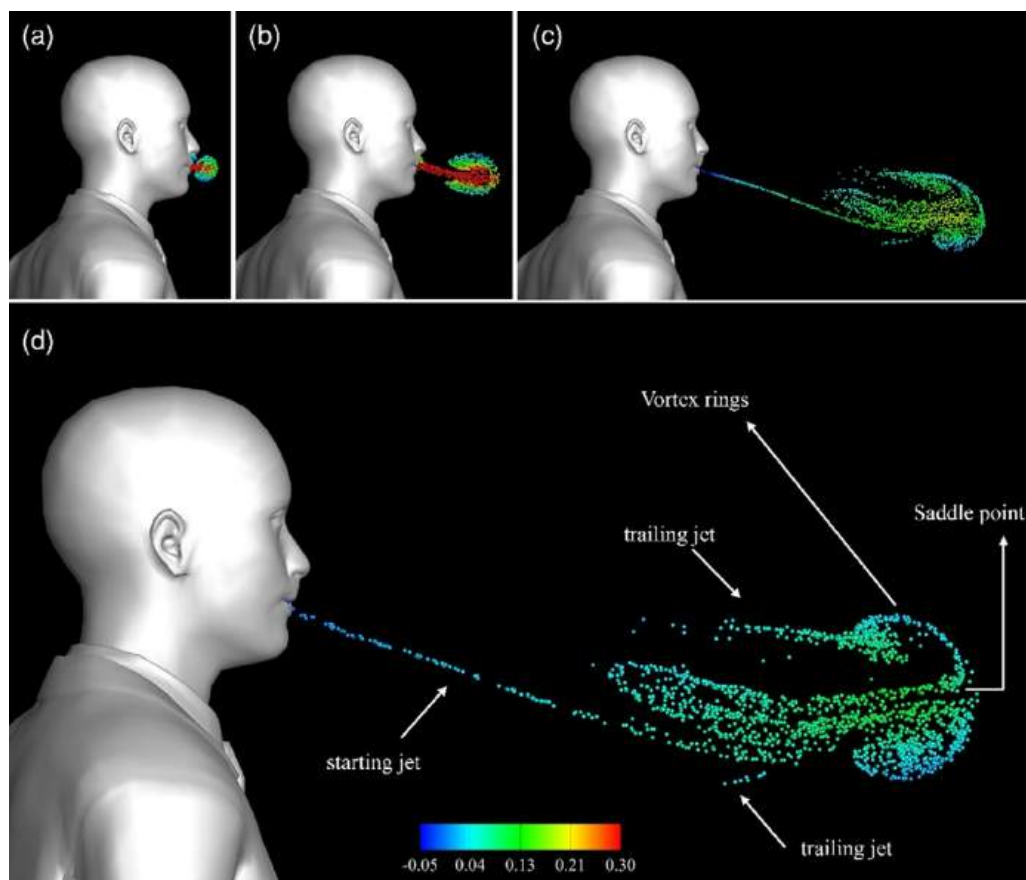 (a)
(b)
(c)
(d)
Vortex rings
Saddle point
trailing jet
starting jet
trailing jet
-0.05 0.04 0.13 0.21 0.30